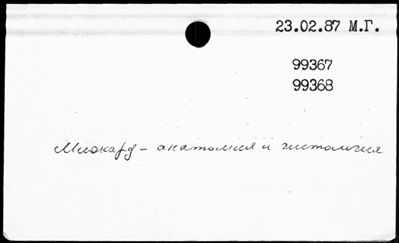 23.02.87 М.Г.
99367
99368
Миокард - анатомия и гистология